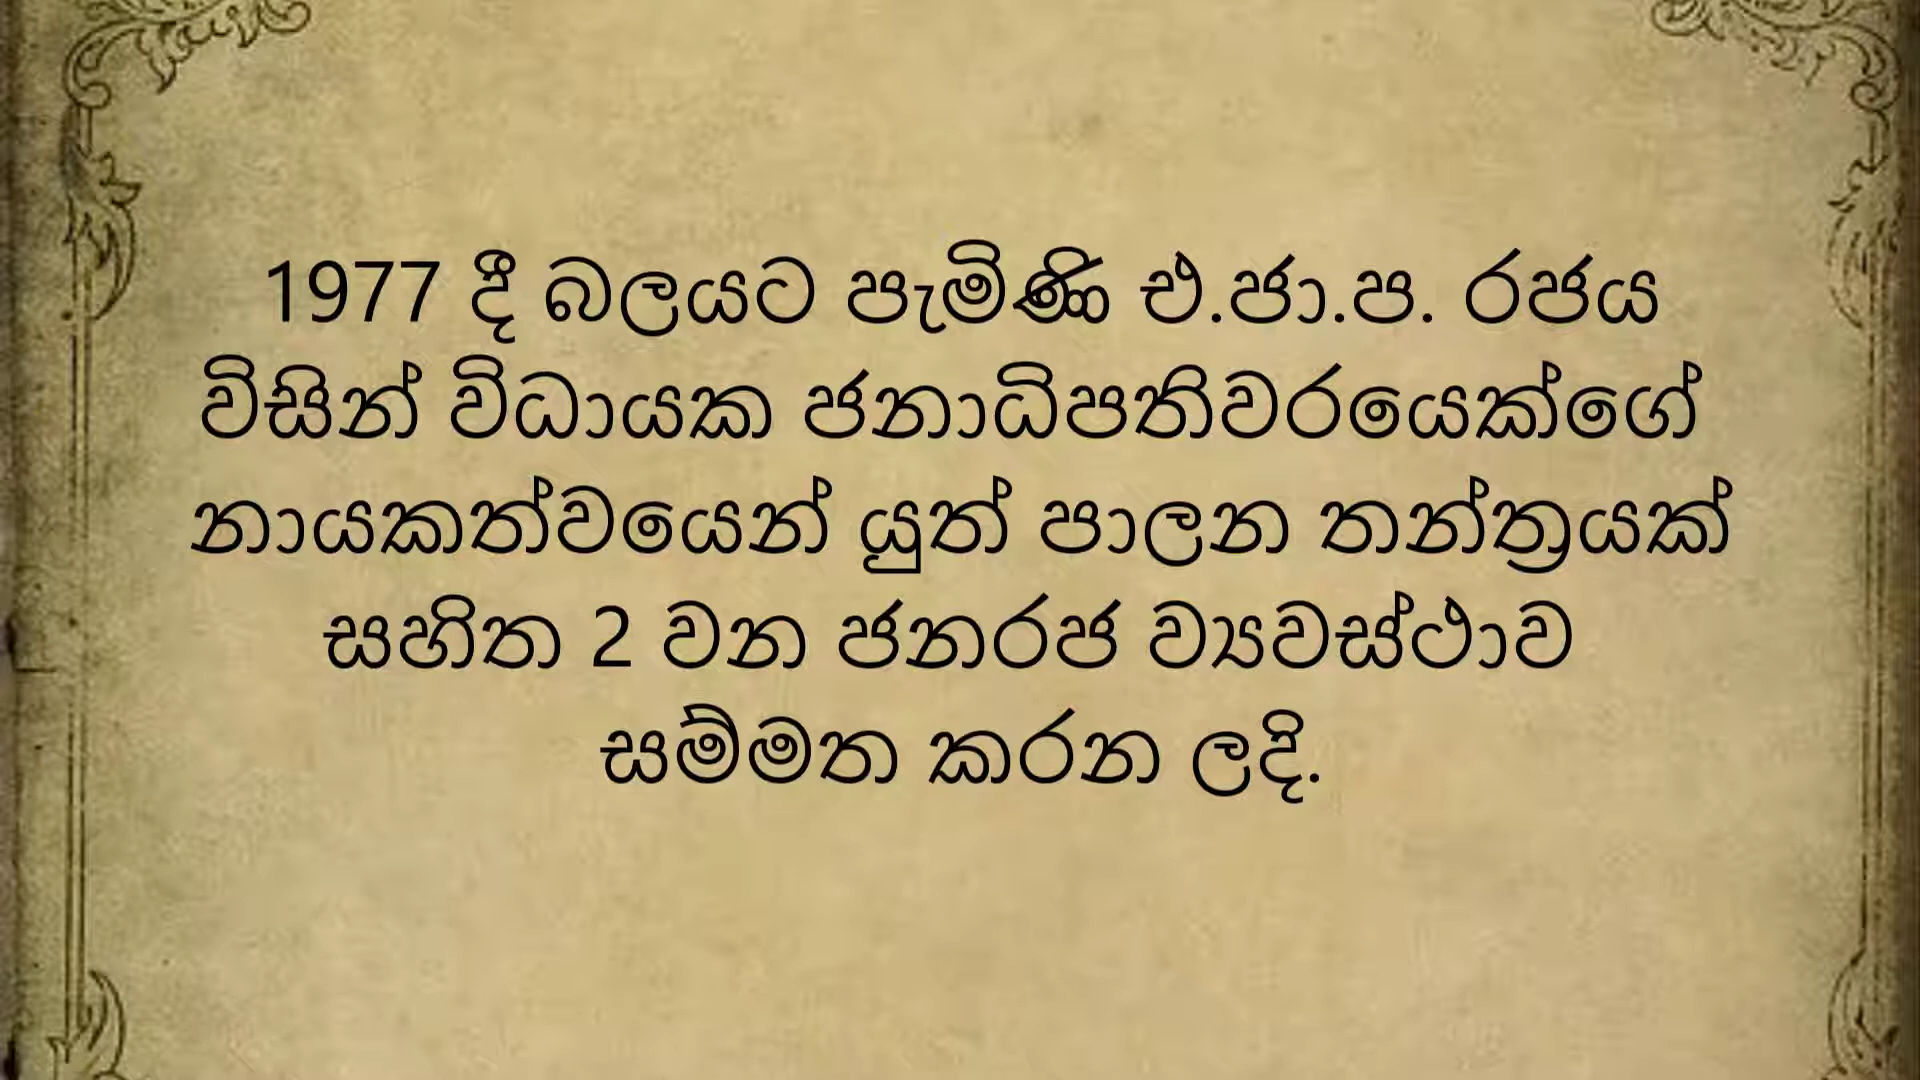 1977 දී බලයට පැමිණි එ.ජා.ප. රජය
විසින් විධායක ජනාධිපතිවරයෙක්ගේ
නායකත්වයෙන් යුත් පාලන තන්ත්‍රයක්
සහිත 2 වන ජනරජ ව්‍යවස්ථාව
සම්මත කරන ලදි.